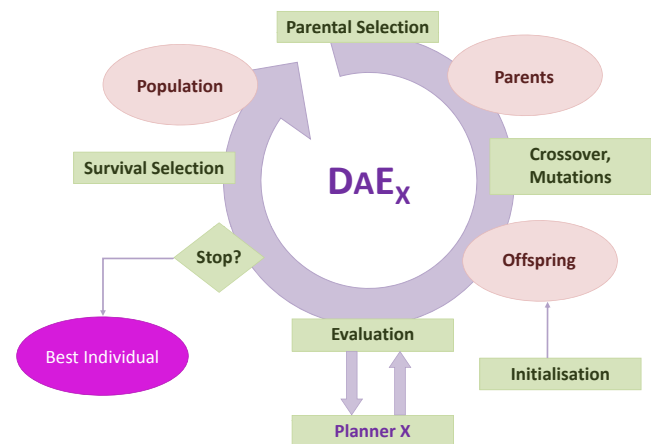 Parental Selection
Population
Parents
Survival Selection
DAEX
Crossover,
Mutations
Stop?
Offspring
Evaluation
Best Individual
Initialisation
Planner X